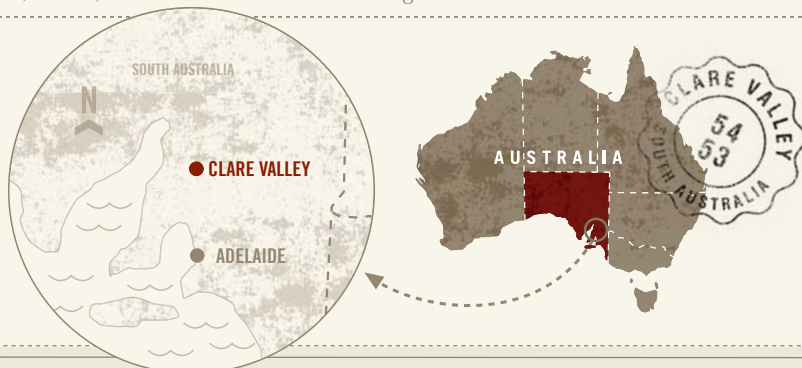 SOUTH AUSTRALIA
N
CLARE VALLEY
ADELAIDE
AUSTRALIA
CLARE VALLEY
54
53
SOUTH AUSTRALIA